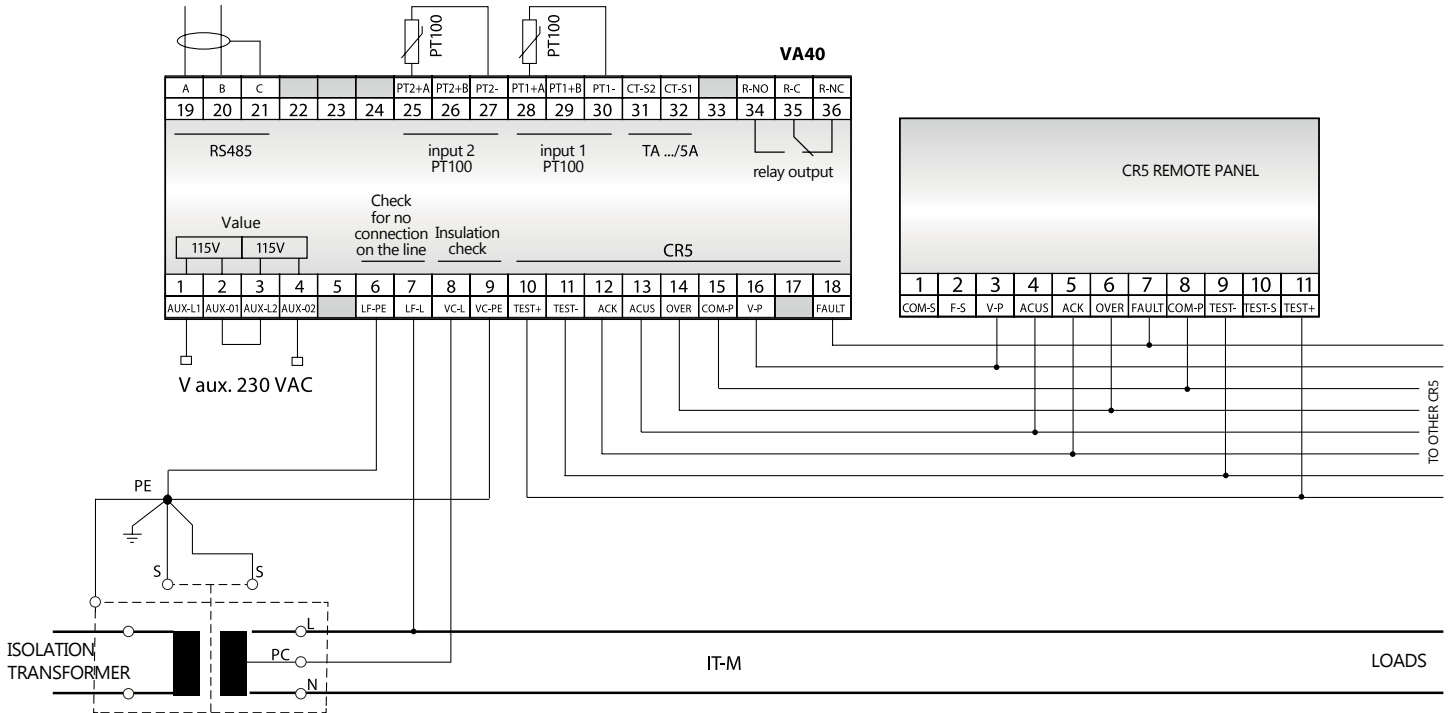 PT100 PT100
VA40
A B C PT2+A PT2+B PT2- PT1+A PT1+B PT1- CT-S2 CT-S1 R-NO R-C R-NC
19 20 21 22 23 24 25 26 27 28 29 30 31 32 33 34 35 36
RS485
input 2
PT100
input 1
PT100
TA .../5A
relay output
Value
115V 115V
Check
for no
connection
on the line
Insulation
check
CR5
1 2 3 4 5 6 7 8 9 10 11 12 13 14 15 16 17 18
AUX-L1 AUX-01 AUX-L2 AUX-02 LF-PE LF-L VC-L VC-PE TEST+ TEST- ACK ACUS OVER COM-P V-P FAULT
V aux. 230 VAC
CR5 REMOTE PANEL
1 2 3 4 5 6 7 8 9 10 11
COM-S F-S V-P ACUS ACK OVER FAULT COM-P TEST- TEST-S TEST+
TO OTHER CR5
PE
S S
ISOLATION
TRANSFORMER
L
PC
N
IT-M
LOADS